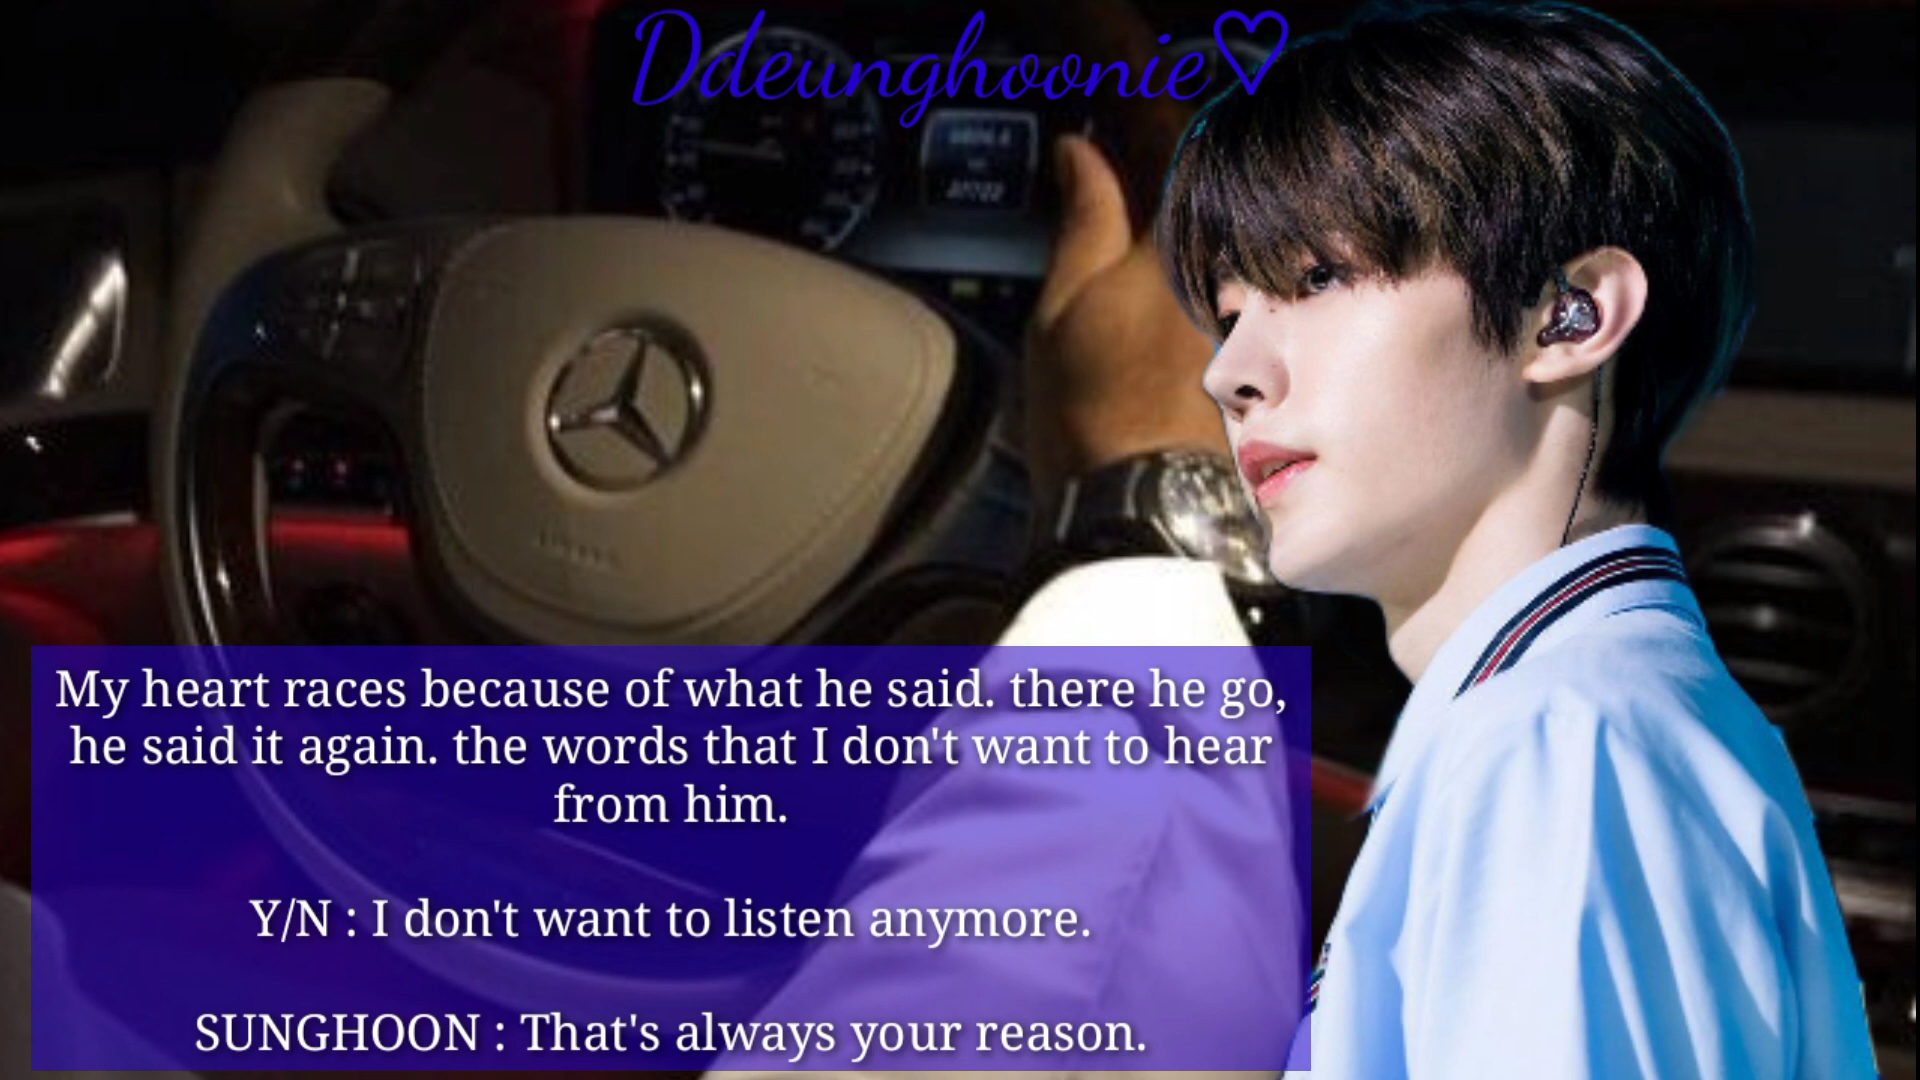 Ddeunghoonie♡
My heart races because of what he said. there he go,
he said it again. the words that I don't want to hear
from him.
Y/N : I don't want to listen anymore.
SUNGHOON : That's always your reason.